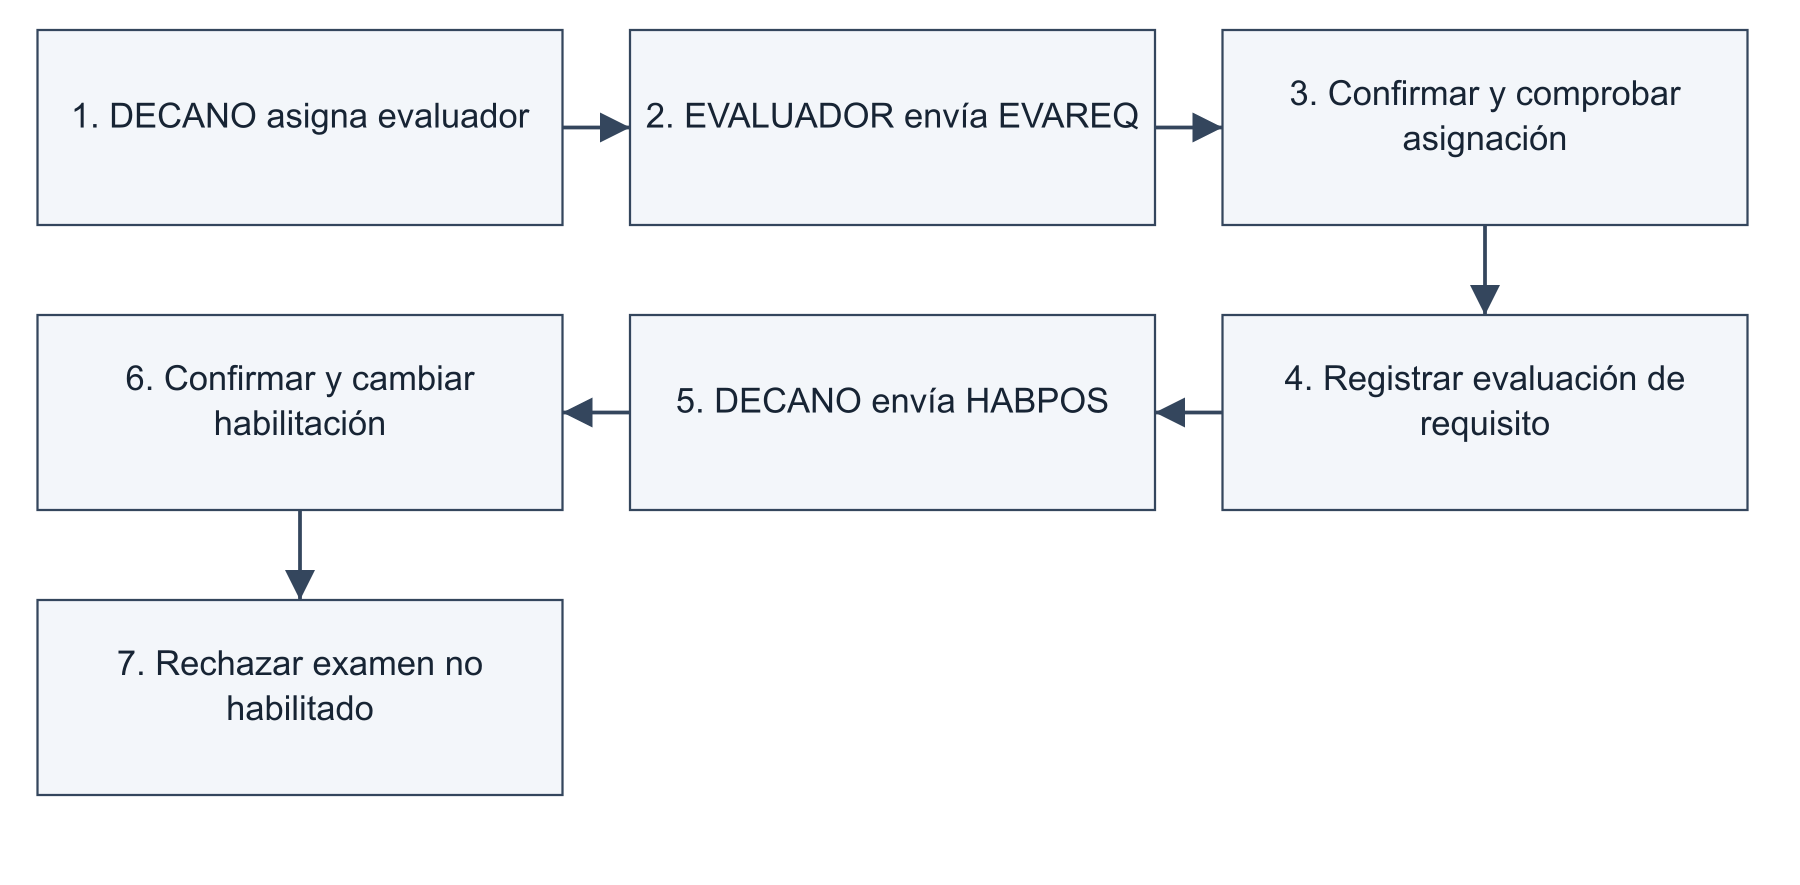 1. DECANO asigna evaluador
2. EVALUADOR envía EVAREQ
3. Confirmar y comprobar
asignación
4. Registrar evaluación de
requisito
5. DECANO envía HABPOS
6. Confirmar y cambiar
habilitación
7. Rechazar examen no
habilitado